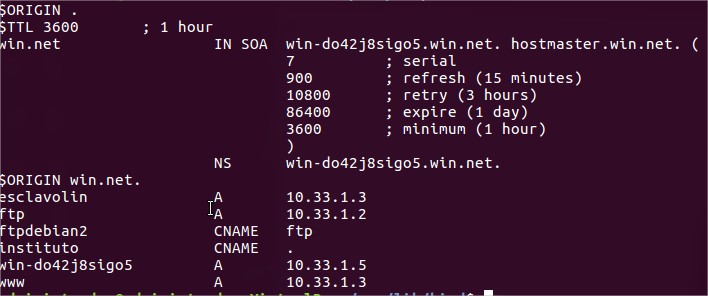 $ORIGIN .
$TTL 3600 ; 1 hour
win.net IN SOA win-do42j8sigo5.win.net. hostmaster.win.net. (
7 ; serial
900 ; refresh (15 minutes)
10800 ; retry (3 hours)
86400 ; expire (1 day)
3600 ; minimum (1 hour)
)
NS win-do42j8sigo5.win.net.
$ORIGIN win.net.
esclavolin A 10.33.1.3
ftp A 10.33.1.2
ftpdebian2 CNAME ftp
instituto CNAME .
win-do42j8sigo5 A 10.33.1.5
www A 10.33.1.3